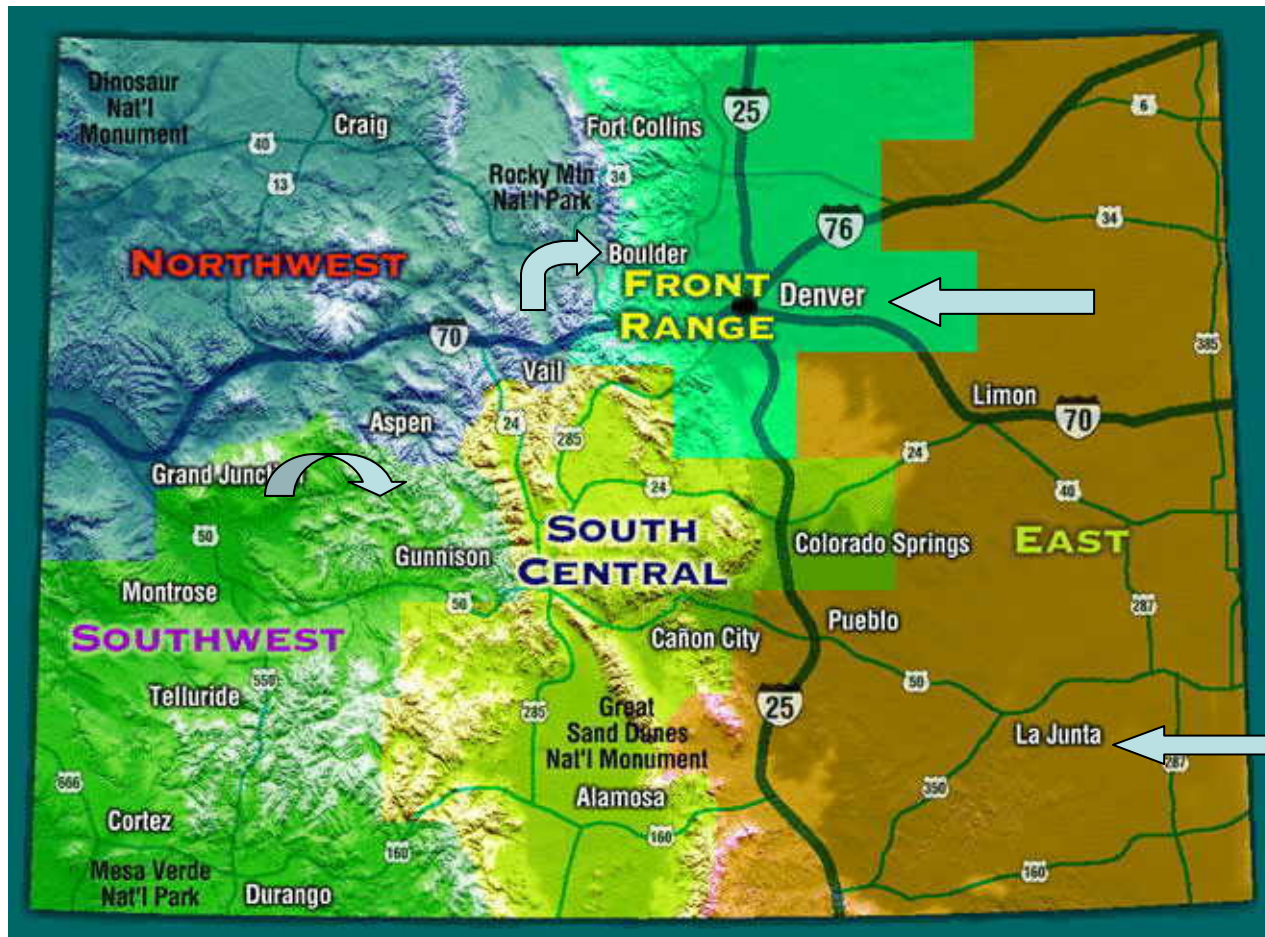 Dinosaur
Nat'l
Monument
Craig
40
13
Fort Collins
25
6
Rocky Mtn
Nat'l Park
34
76
34
NORTHWEST
Boulder
FRONT
RANGE
Denver
70
Vail
385
Limon
70
Aspen
24
285
24
Grand Junction
24
40
50
SOUTH
CENTRAL
Gunnison
Colorado Springs
EAST
Montrose
50
287
SOUTHWEST
Cañon City
Pueblo
Telluride
550
50
285
Great
Sand Dunes
Nat'l Monument
25
La Junta
287
666
350
Alamosa
Cortez
160
160
160
Mesa Verde
Nat'l Park
Durango